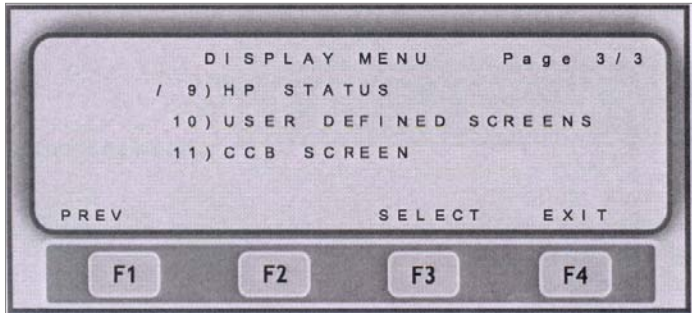 DISPLAY MENU Page 3/3
/ 9) HP STATUS
10) USER DEFINED SCREENS
11) CCB SCREEN
PREV SELECT EXIT
F1 F2 F3 F4